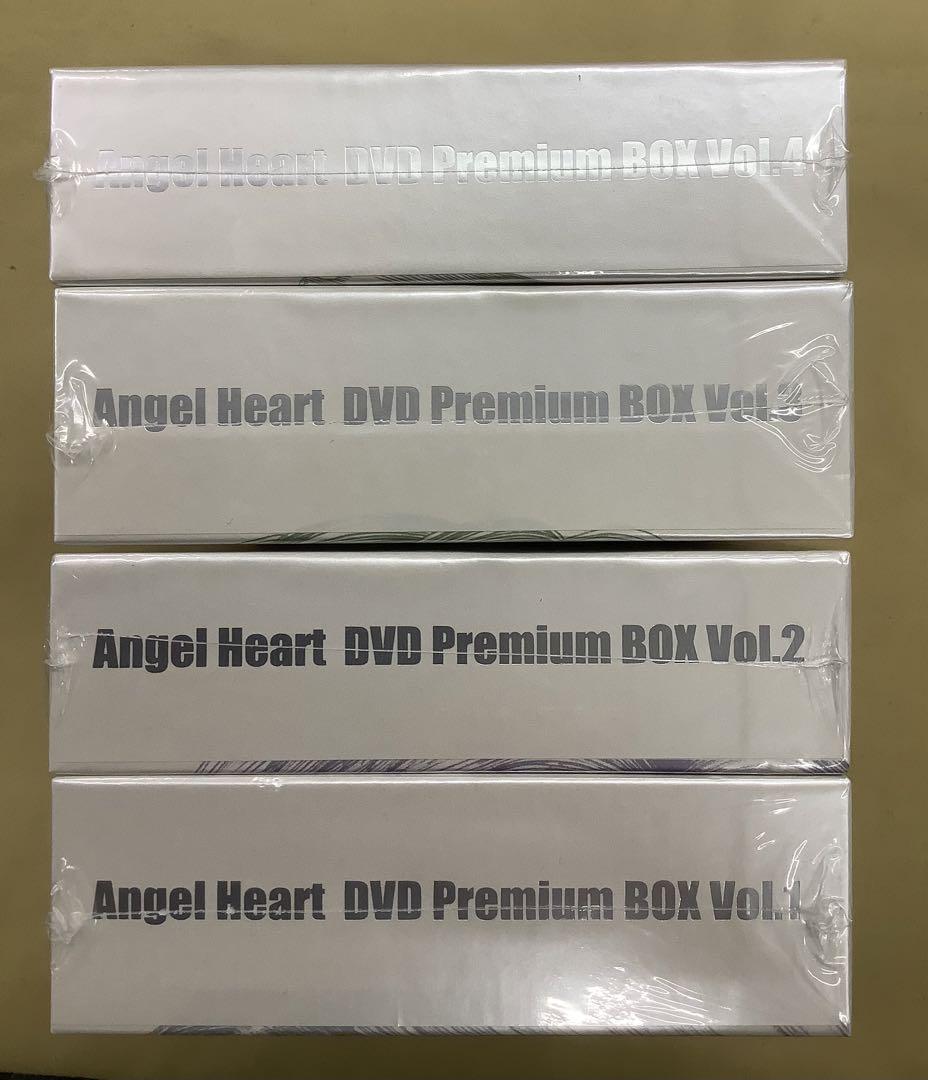 Angel Heart DVD Premium BOX Vol.4
Angel Heart DVD Premium BOX Vol.3
Angel Heart DVD Premium BOX Vol.2
Angel Heart DVD Premium BOX Vol.1